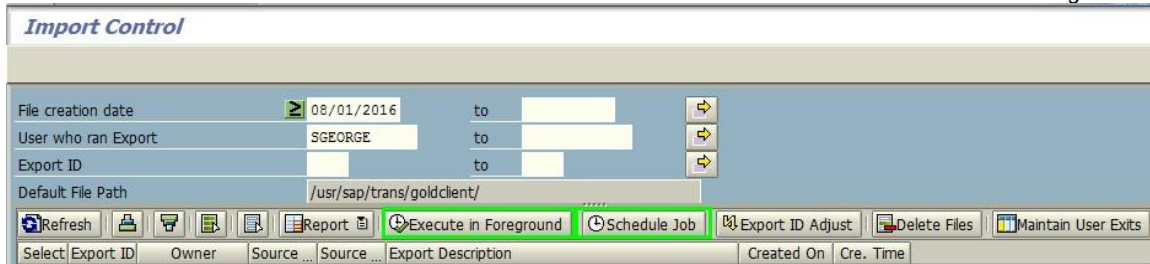 Import Control
File creation date ≥ 08/01/2016 to
User who ran Export SGEORGE to
Export ID to
Default File Path /usr/sap/trans/goldclient/
Refresh Report Execute in Foreground Schedule Job Export ID Adjust Delete Files Maintain User Exits
Select Export ID Owner Source ... Source ... Export Description Created On Cre. Time